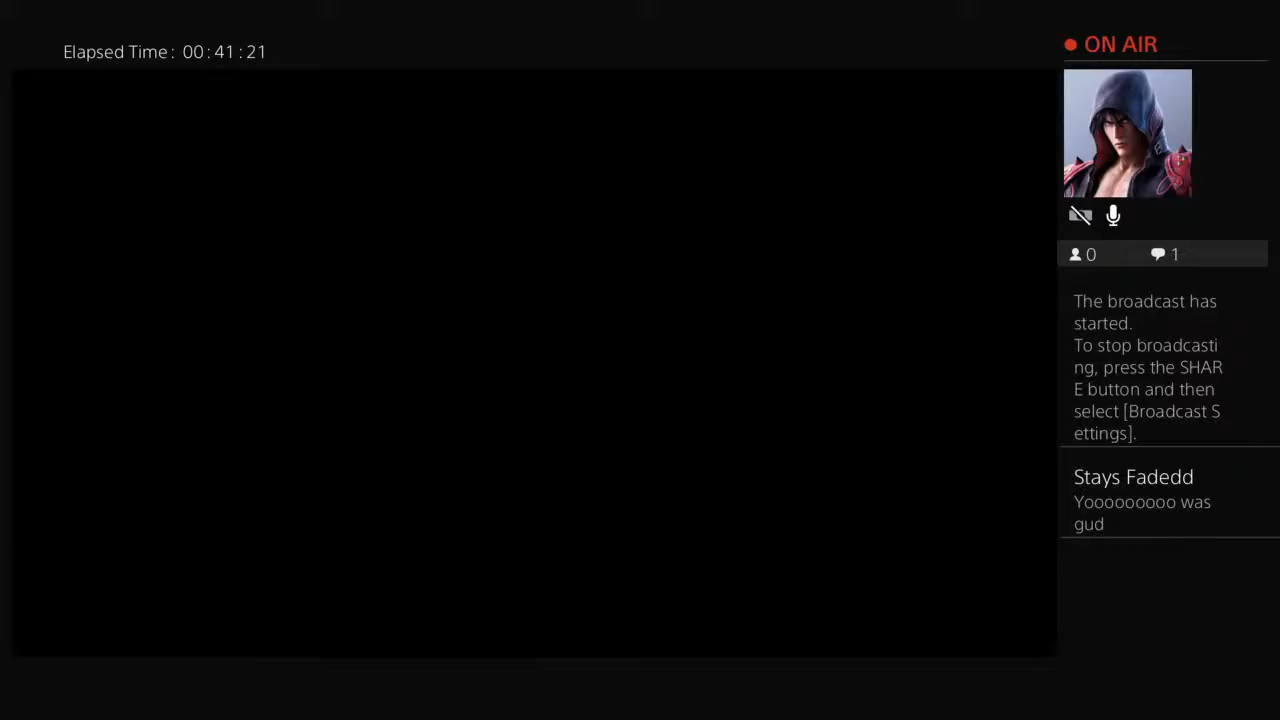 Elapsed Time: 00:41:21
ON AIR
0 1
The broadcast has
started.
To stop broadcasti
ng, press the SHAR
E button and then
select [Broadcast S
ettings].
Stays Fadedd
Yooooooooo was
gud